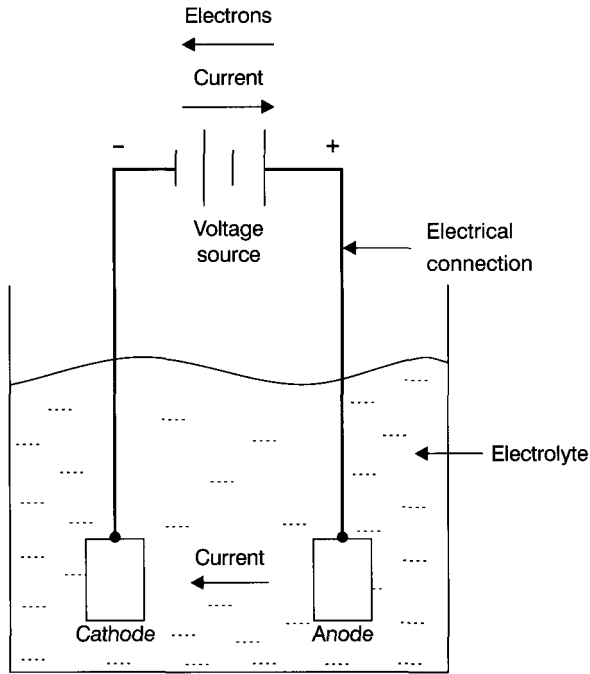 Electrons
Current
– +
Voltage
source
Electrical
connection
Electrolyte
Current
Cathode Anode